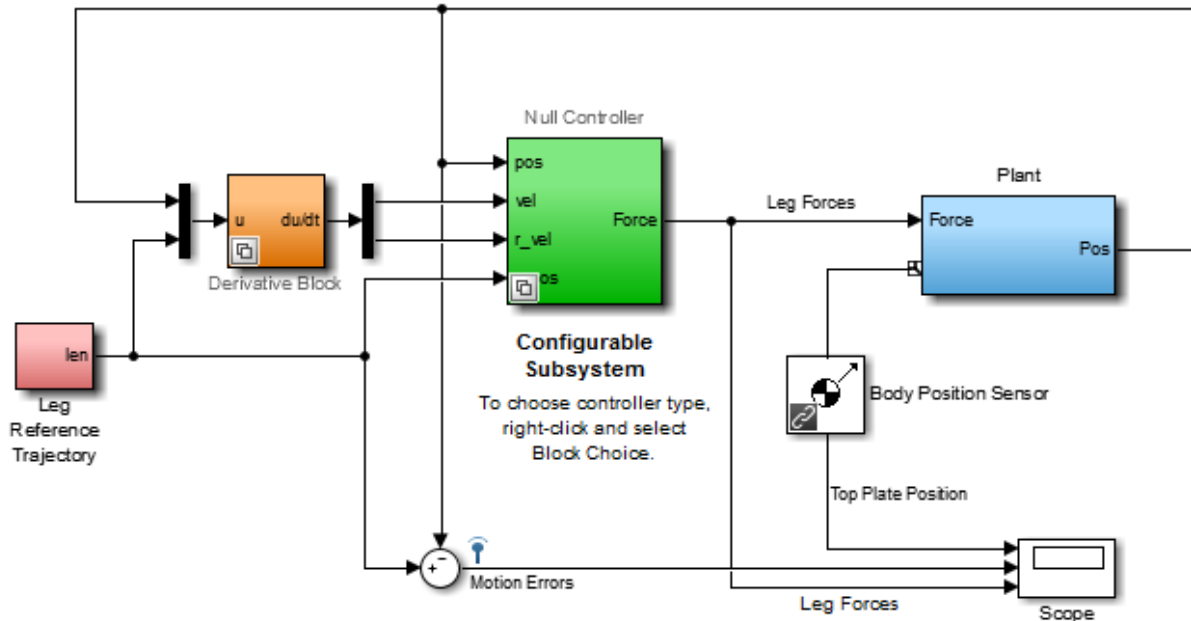 Null Controller
pos
vel
r_vel
os
Force
u
du/dt
Derivative Block
len
Leg
Reference
Trajectory
Configurable
Subsystem
To choose controller type,
right-click and select
Block Choice.
Leg Forces
Plant
Force
Pos
Body Position Sensor
Top Plate Position
+
−
Motion Errors
Leg Forces
Scope